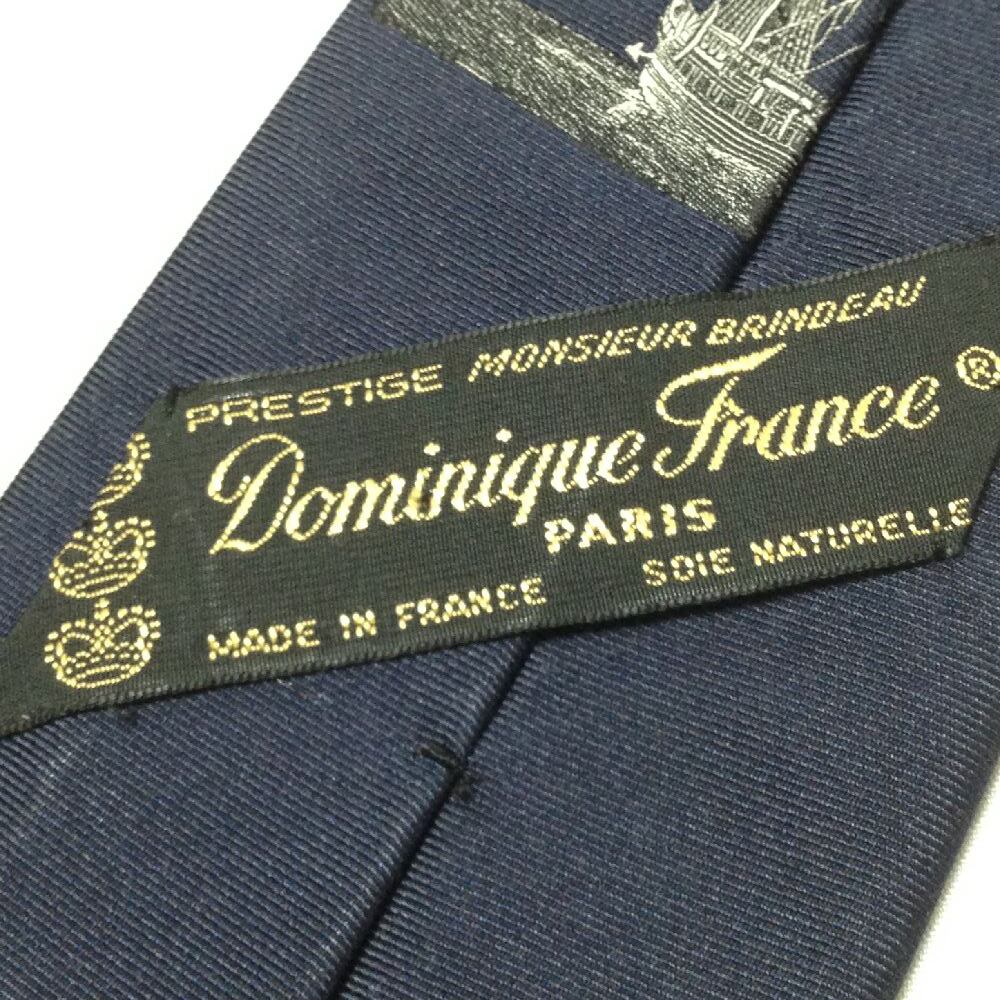 PRESTIGE MONSIEUR BRINDEAU
Dominique France ®
PARIS
MADE IN FRANCE SOIE NATURELLE